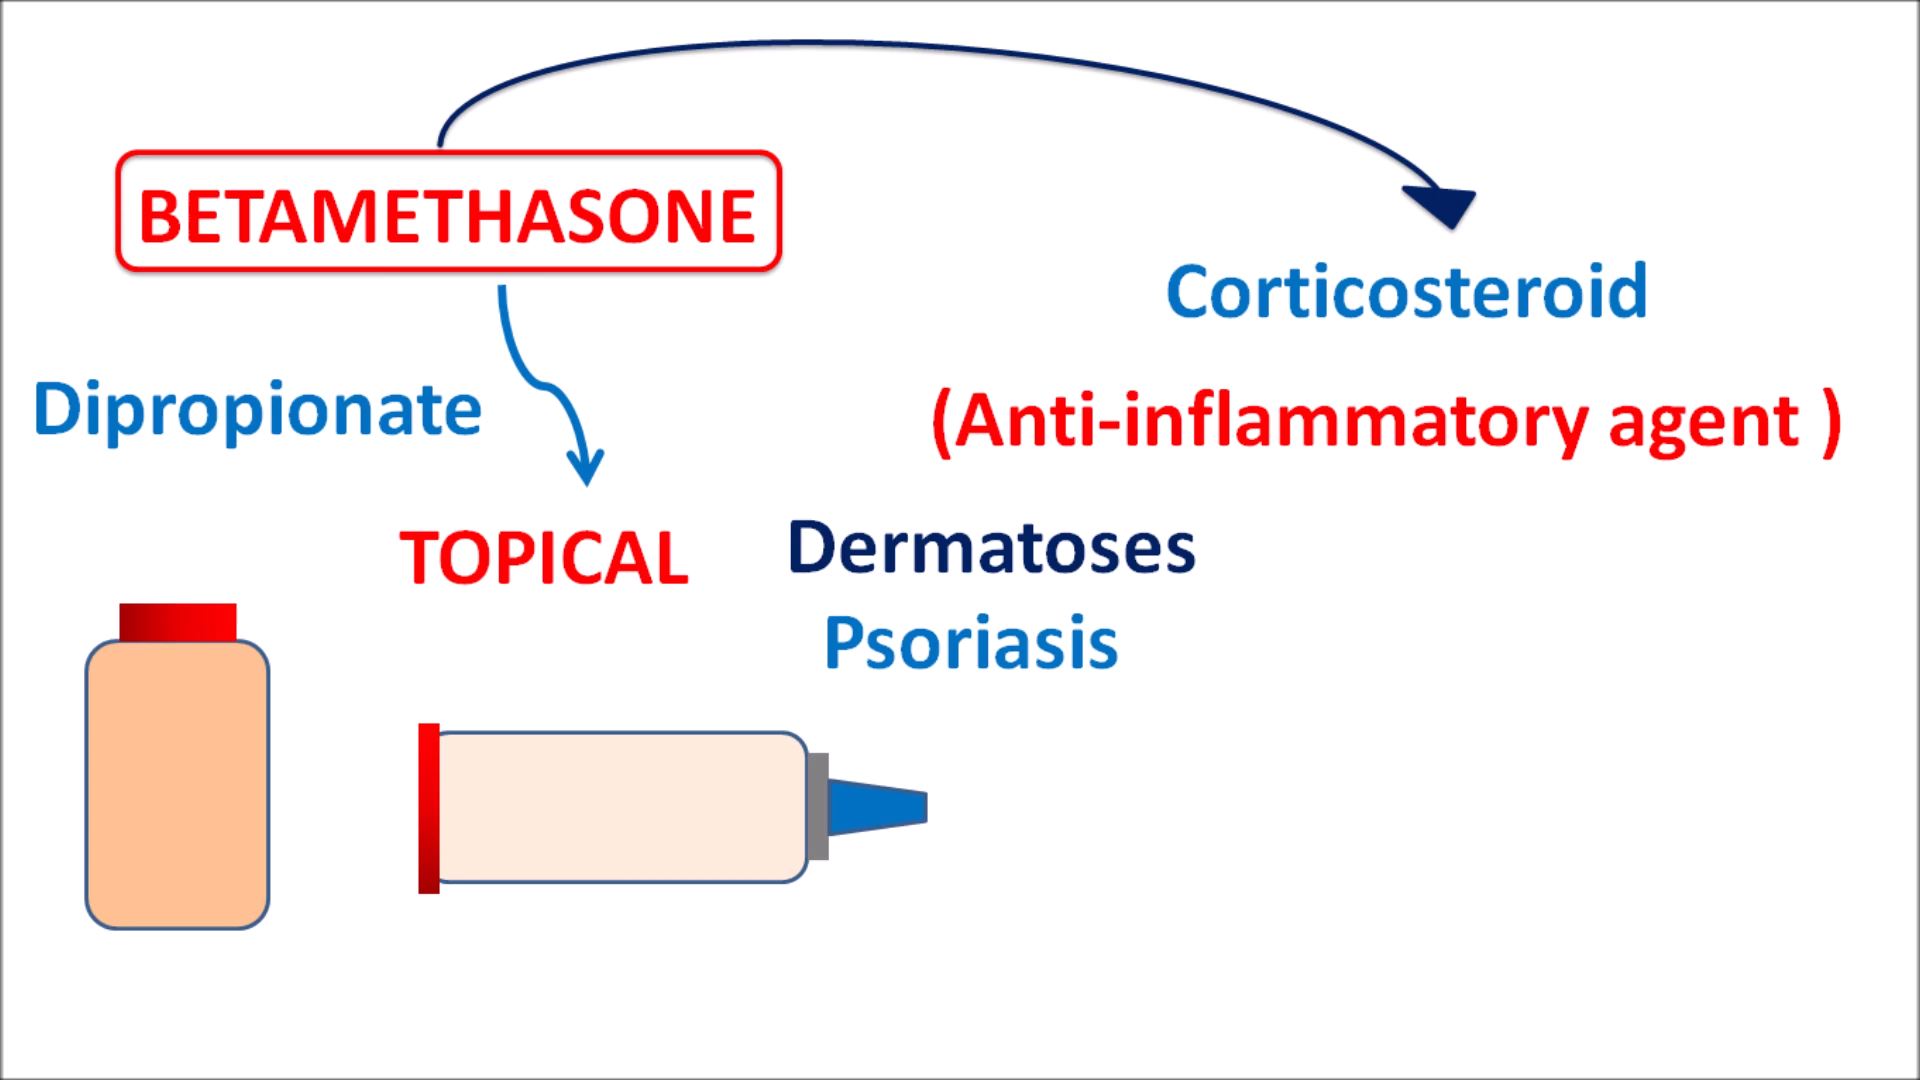 BETAMETHASONE
Corticosteroid
Dipropionate
(Anti-inflammatory agent )
TOPICAL
Dermatoses
Psoriasis